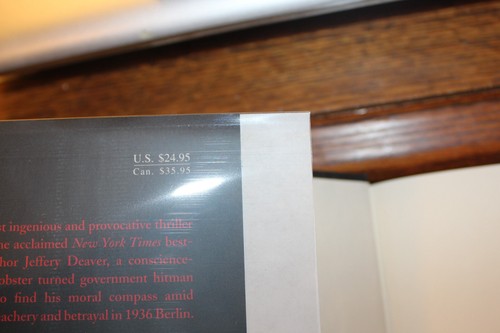 U.S. $24.95
Can. $35.95
st ingenious and provocative thriller
he acclaimed New York Times best-
hor Jeffery Deaver, a conscience-
obster turned government hitman
o find his moral compass amid
achery and betrayal in 1936 Berlin.